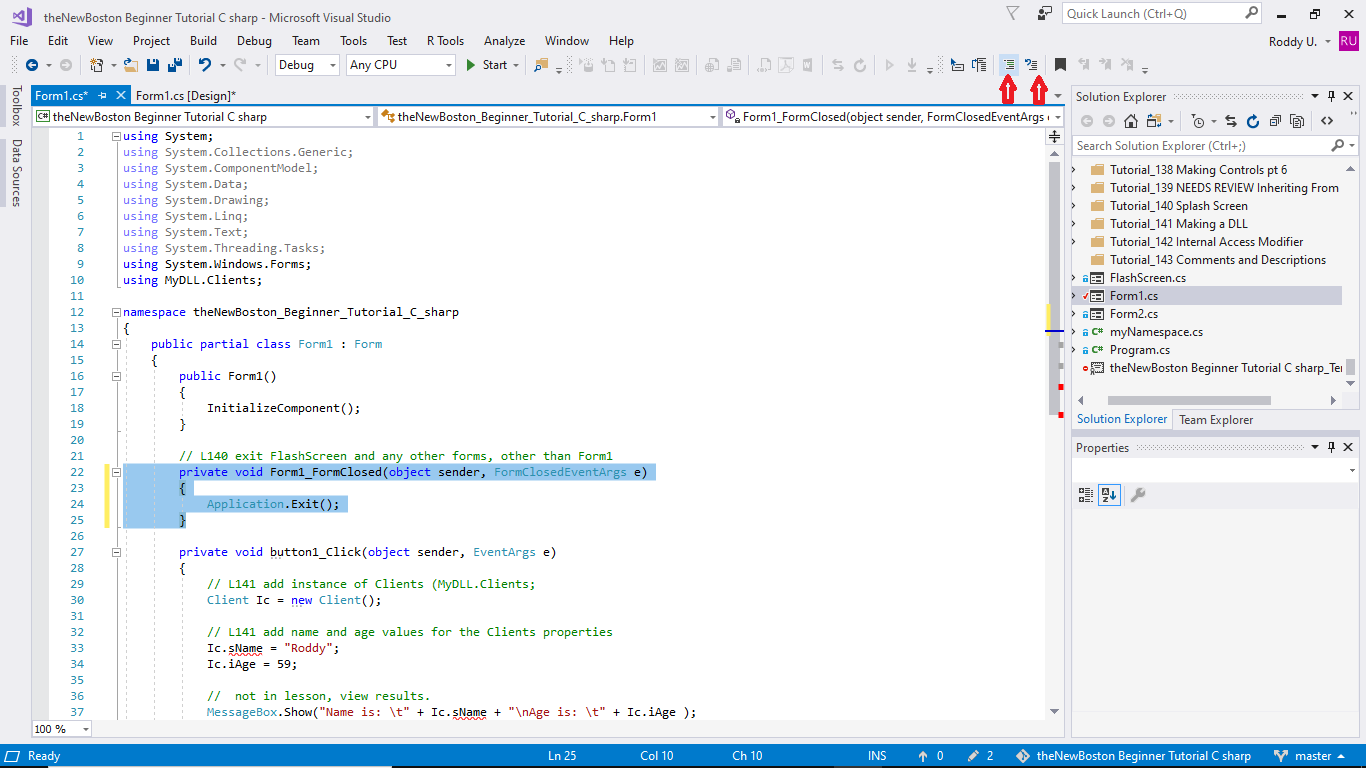 theNewBoston Beginner Tutorial C sharp - Microsoft Visual Studio
Quick Launch (Ctrl+Q)
File Edit View Project Build Debug Team Tools Test R Tools Analyze Window Help
Roddy U. RU
Debug Any CPU Start
Form1.cs* Form1.cs [Design]*
theNewBoston Beginner Tutorial C sharp theNewBoston_Beginner_Tutorial_C_sharp.Form1 Form1_FormClosed(object sender, FormClosedEventArgs
Toolbox
Data Sources
1 using System;
2 using System.Collections.Generic;
3 using System.ComponentModel;
4 using System.Data;
5 using System.Drawing;
6 using System.Linq;
7 using System.Text;
8 using System.Threading.Tasks;
9 using System.Windows.Forms;
10 using MyDLL.Clients;
11
12 namespace theNewBoston_Beginner_Tutorial_C_sharp
13 {
14 public partial class Form1 : Form
15 {
16 public Form1()
17 {
18 InitializeComponent();
19 }
20
21 // L140 exit FlashScreen and any other forms, other than Form1
22 private void Form1_FormClosed(object sender, FormClosedEventArgs e)
23 {
24 Application.Exit();
25 }
26
27 private void button1_Click(object sender, EventArgs e)
28 {
29 // L141 add instance of Clients (MyDLL.Clients;
30 Client Ic = new Client();
31
32 // L141 add name and age values for the Clients properties
33 Ic.sName = "Roddy";
34 Ic.iAge = 59;
35
36 // not in lesson, view results.
37 MessageBox.Show("Name is: \t" + Ic.sName + "\nAge is: \t" + Ic.iAge );
100 %
Solution Explorer
Search Solution Explorer (Ctrl+;)
Tutorial_138 Making Controls pt 6
Tutorial_139 NEEDS REVIEW Inheriting From
Tutorial_140 Splash Screen
Tutorial_141 Making a DLL
Tutorial_142 Internal Access Modifier
Tutorial_143 Comments and Descriptions
FlashScreen.cs
Form1.cs
Form2.cs
C# myNamespace.cs
C# Program.cs
theNewBoston Beginner Tutorial C sharp_Te
Solution Explorer Team Explorer
Properties
Ready Ln 25 Col 10 Ch 10 INS 0 2 theNewBoston Beginner Tutorial C sharp master